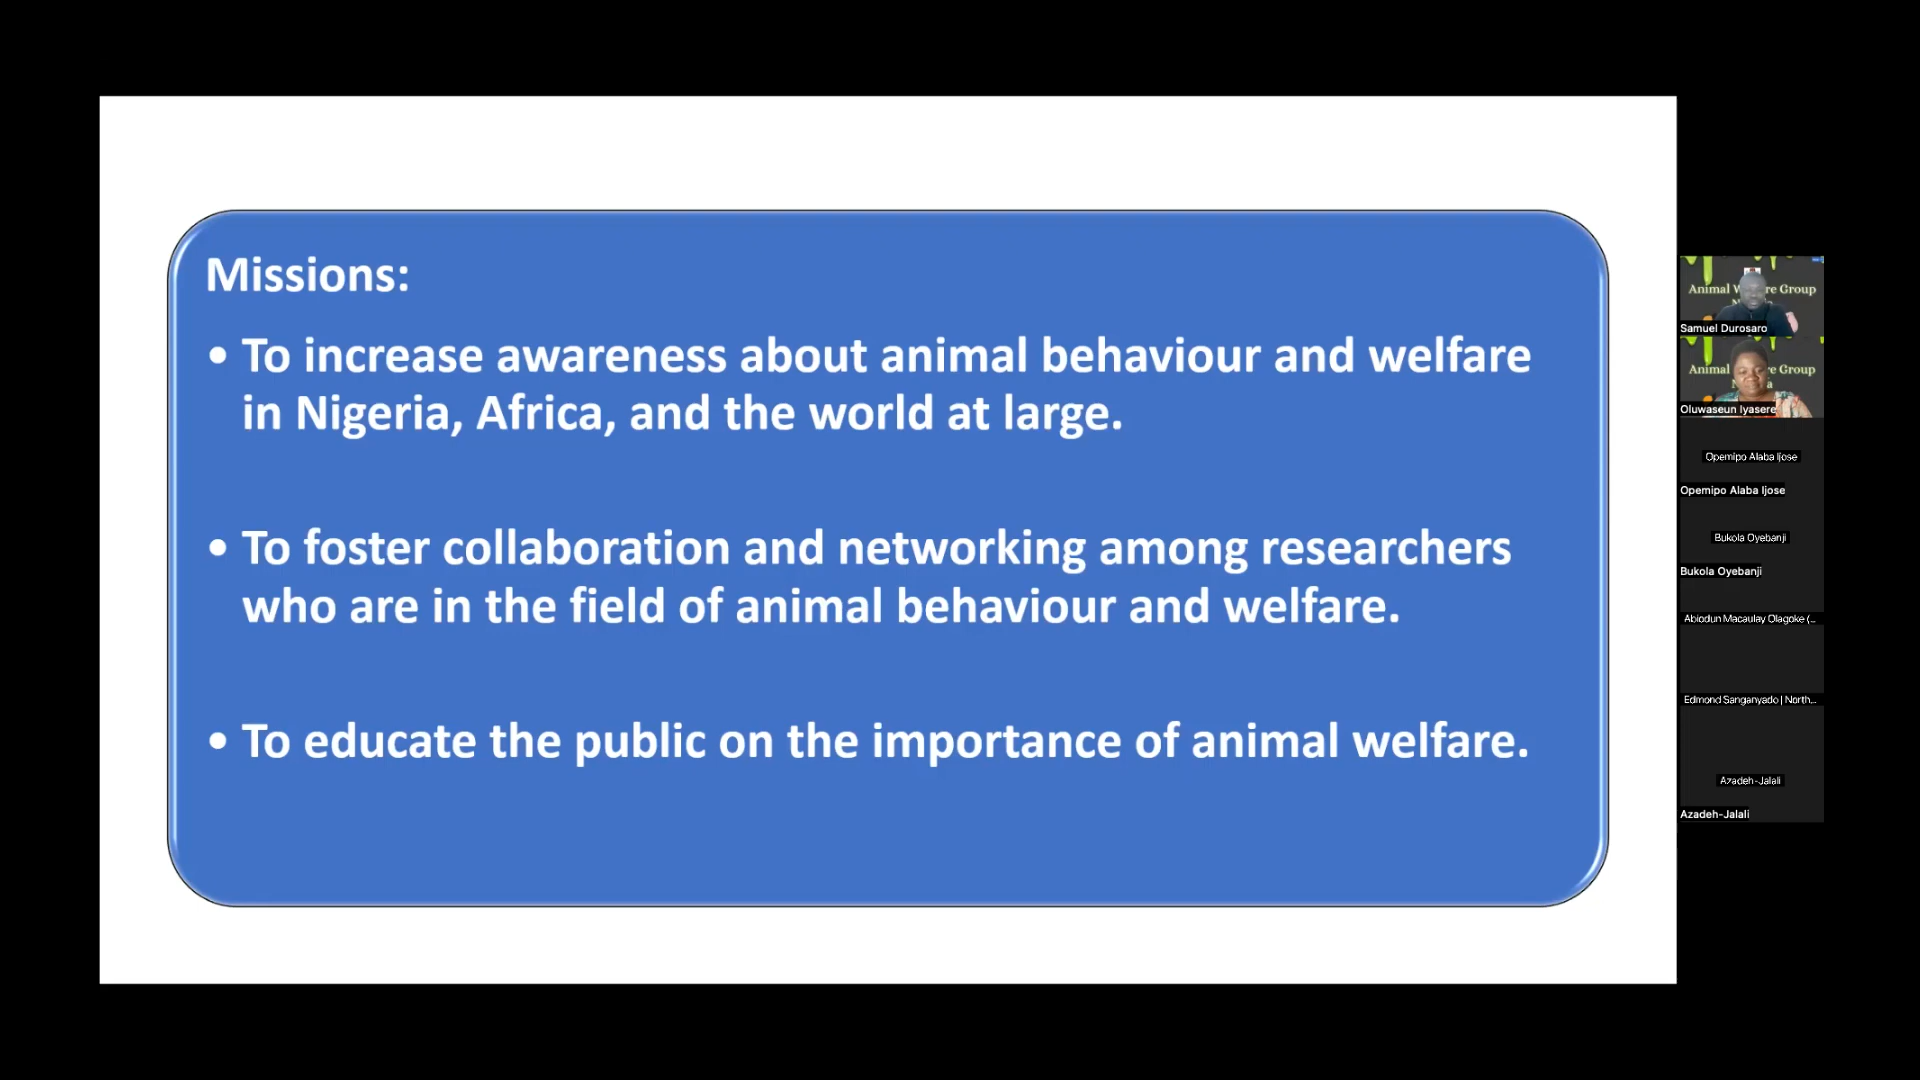 Missions:
• To increase awareness about animal behaviour and welfare
in Nigeria, Africa, and the world at large.
• To foster collaboration and networking among researchers
who are in the field of animal behaviour and welfare.
• To educate the public on the importance of animal welfare.
Animal W re Group
Samuel Durosaro
Animal re Group
Oluwaseun Iyasere
Opemipo Alaba Ijose
Opemipo Alaba Ijose
Bukola Oyebanji
Bukola Oyebanji
Abiodun Macaulay Olagoke (...
Edmond Sanganyado | North...
Azadeh-Jalali
Azadeh-Jalali